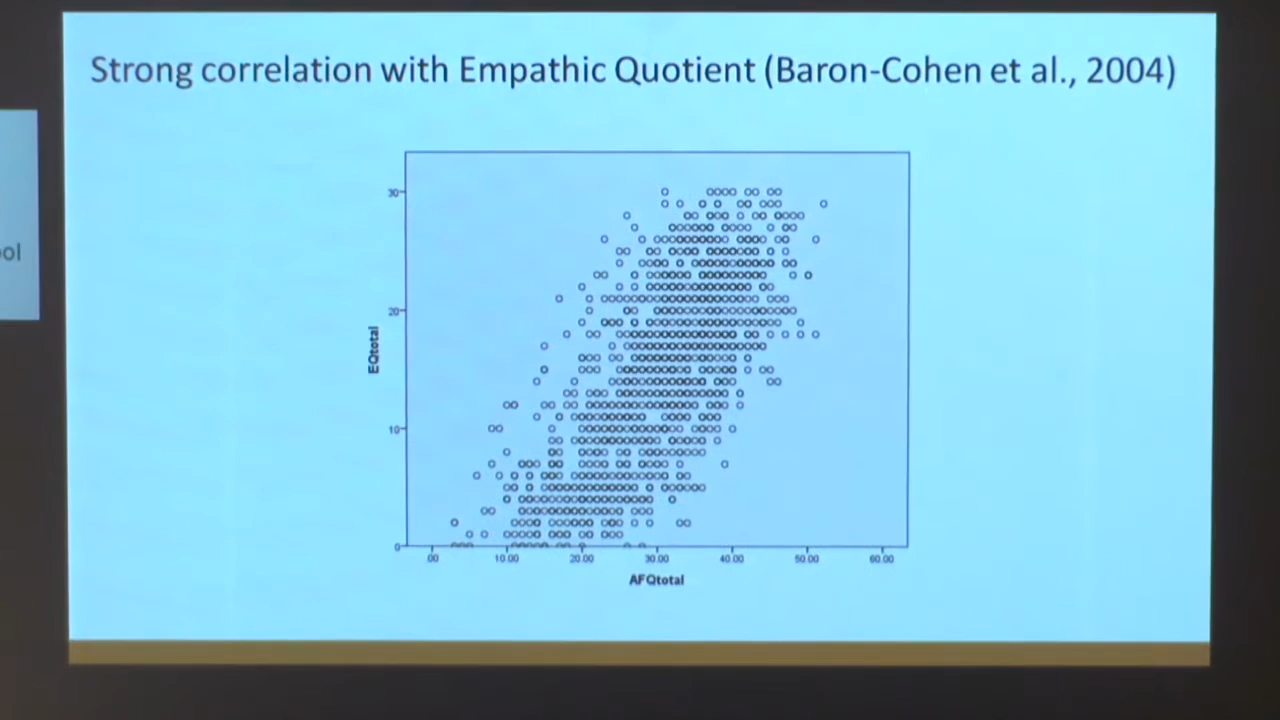 Strong correlation with Empathic Quotient (Baron-Cohen et al., 2004)
ool
30
20
10
0
EQtotal
.00 10.00 20.00 30.00 40.00 50.00 60.00
AFQtotal